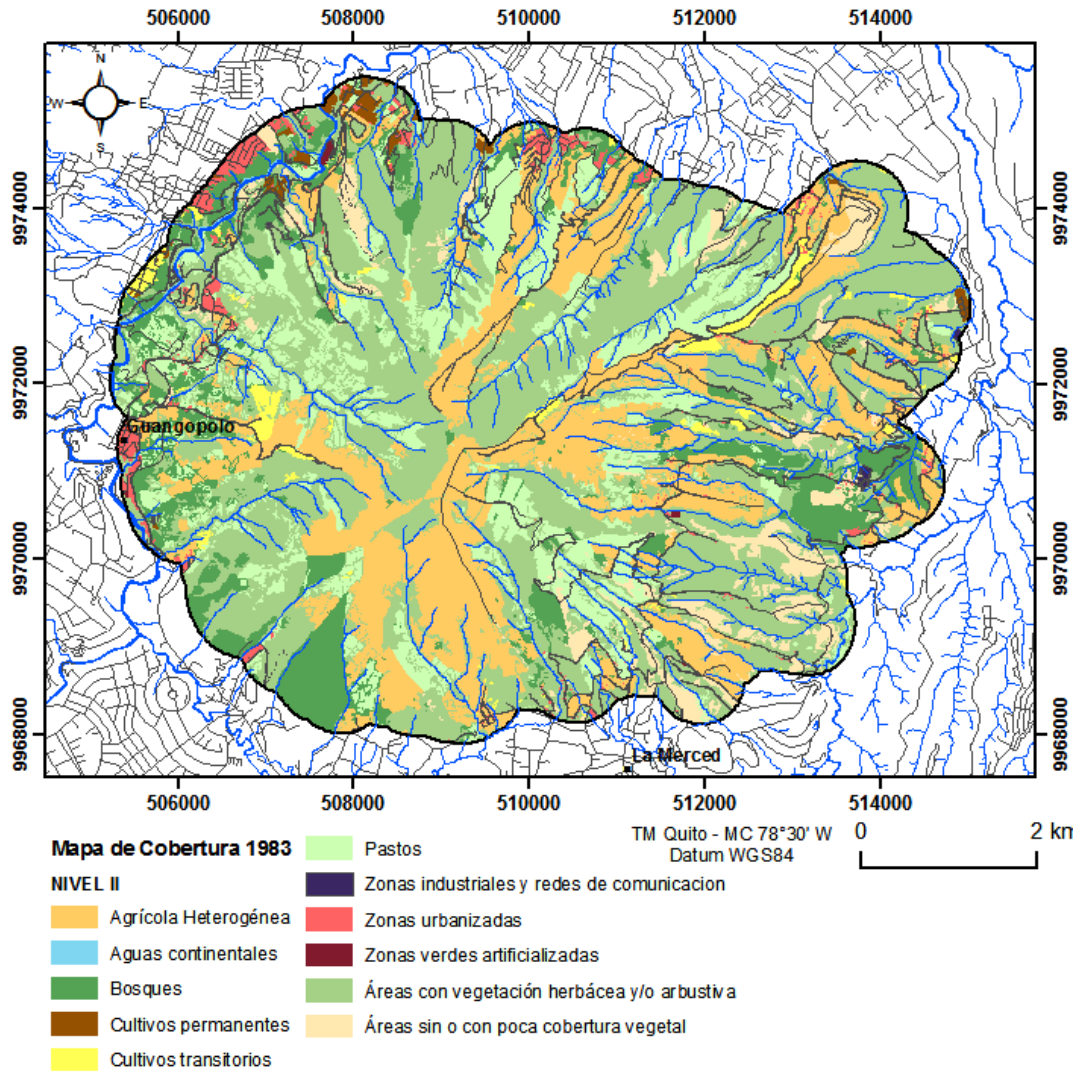 506000 508000 510000 512000 514000
N
W E
S
9974000 9974000
9972000 9972000
Guangopolo
9970000 9970000
9968000 9968000
La Merced
506000 508000 510000 512000 514000
TM Quito - MC 78°30' W
Datum WGS84
0 2 km
Mapa de Cobertura 1983
NIVEL II
Agrícola Heterogénea
Aguas continentales
Bosques
Cultivos permanentes
Cultivos transitorios
Pastos
Zonas industriales y redes de comunicacion
Zonas urbanizadas
Zonas verdes artificializadas
Áreas con vegetación herbácea y/o arbustiva
Áreas sin o con poca cobertura vegetal